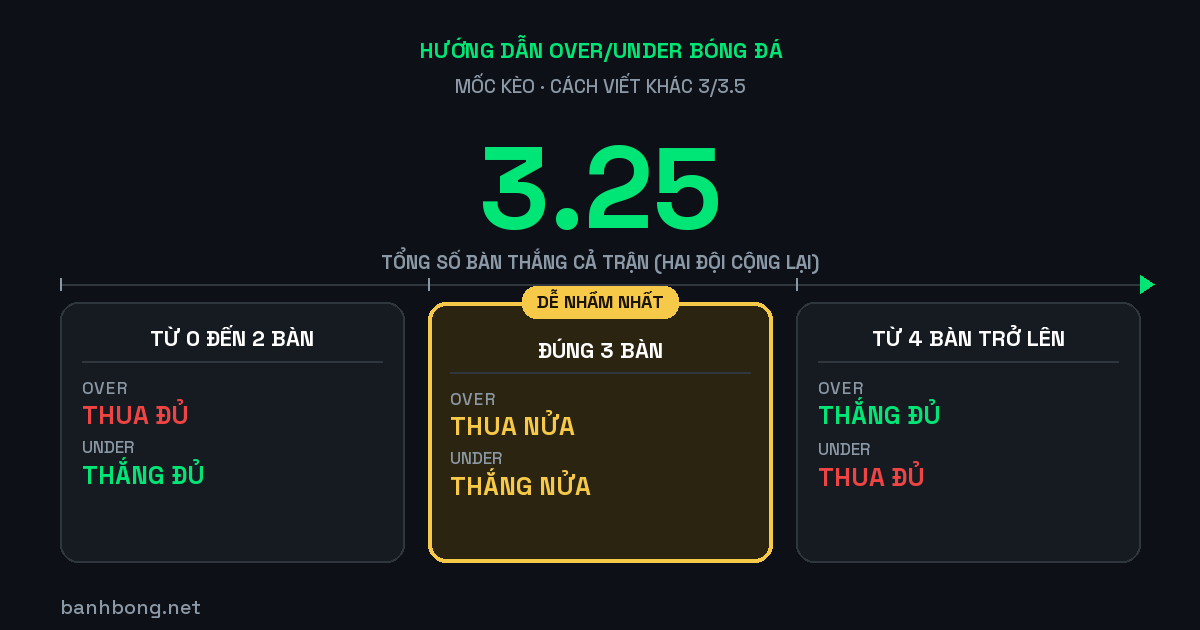 HƯỚNG DẪN OVER/UNDER BÓNG ĐÁ
MỐC KÈO · CÁCH VIẾT KHÁC 3/3.5
3.25
TỔNG SỐ BÀN THẮNG CẢ TRẬN (HAI ĐỘI CỘNG LẠI)
TỪ 0 ĐẾN 2 BÀN
OVER
THUA ĐỦ
UNDER
THẮNG ĐỦ
DỄ NHẦM NHẤT
ĐÚNG 3 BÀN
OVER
THUA NỬA
UNDER
THẮNG NỬA
TỪ 4 BÀN TRỞ LÊN
OVER
THẮNG ĐỦ
UNDER
THUA ĐỦ
banhbong.net